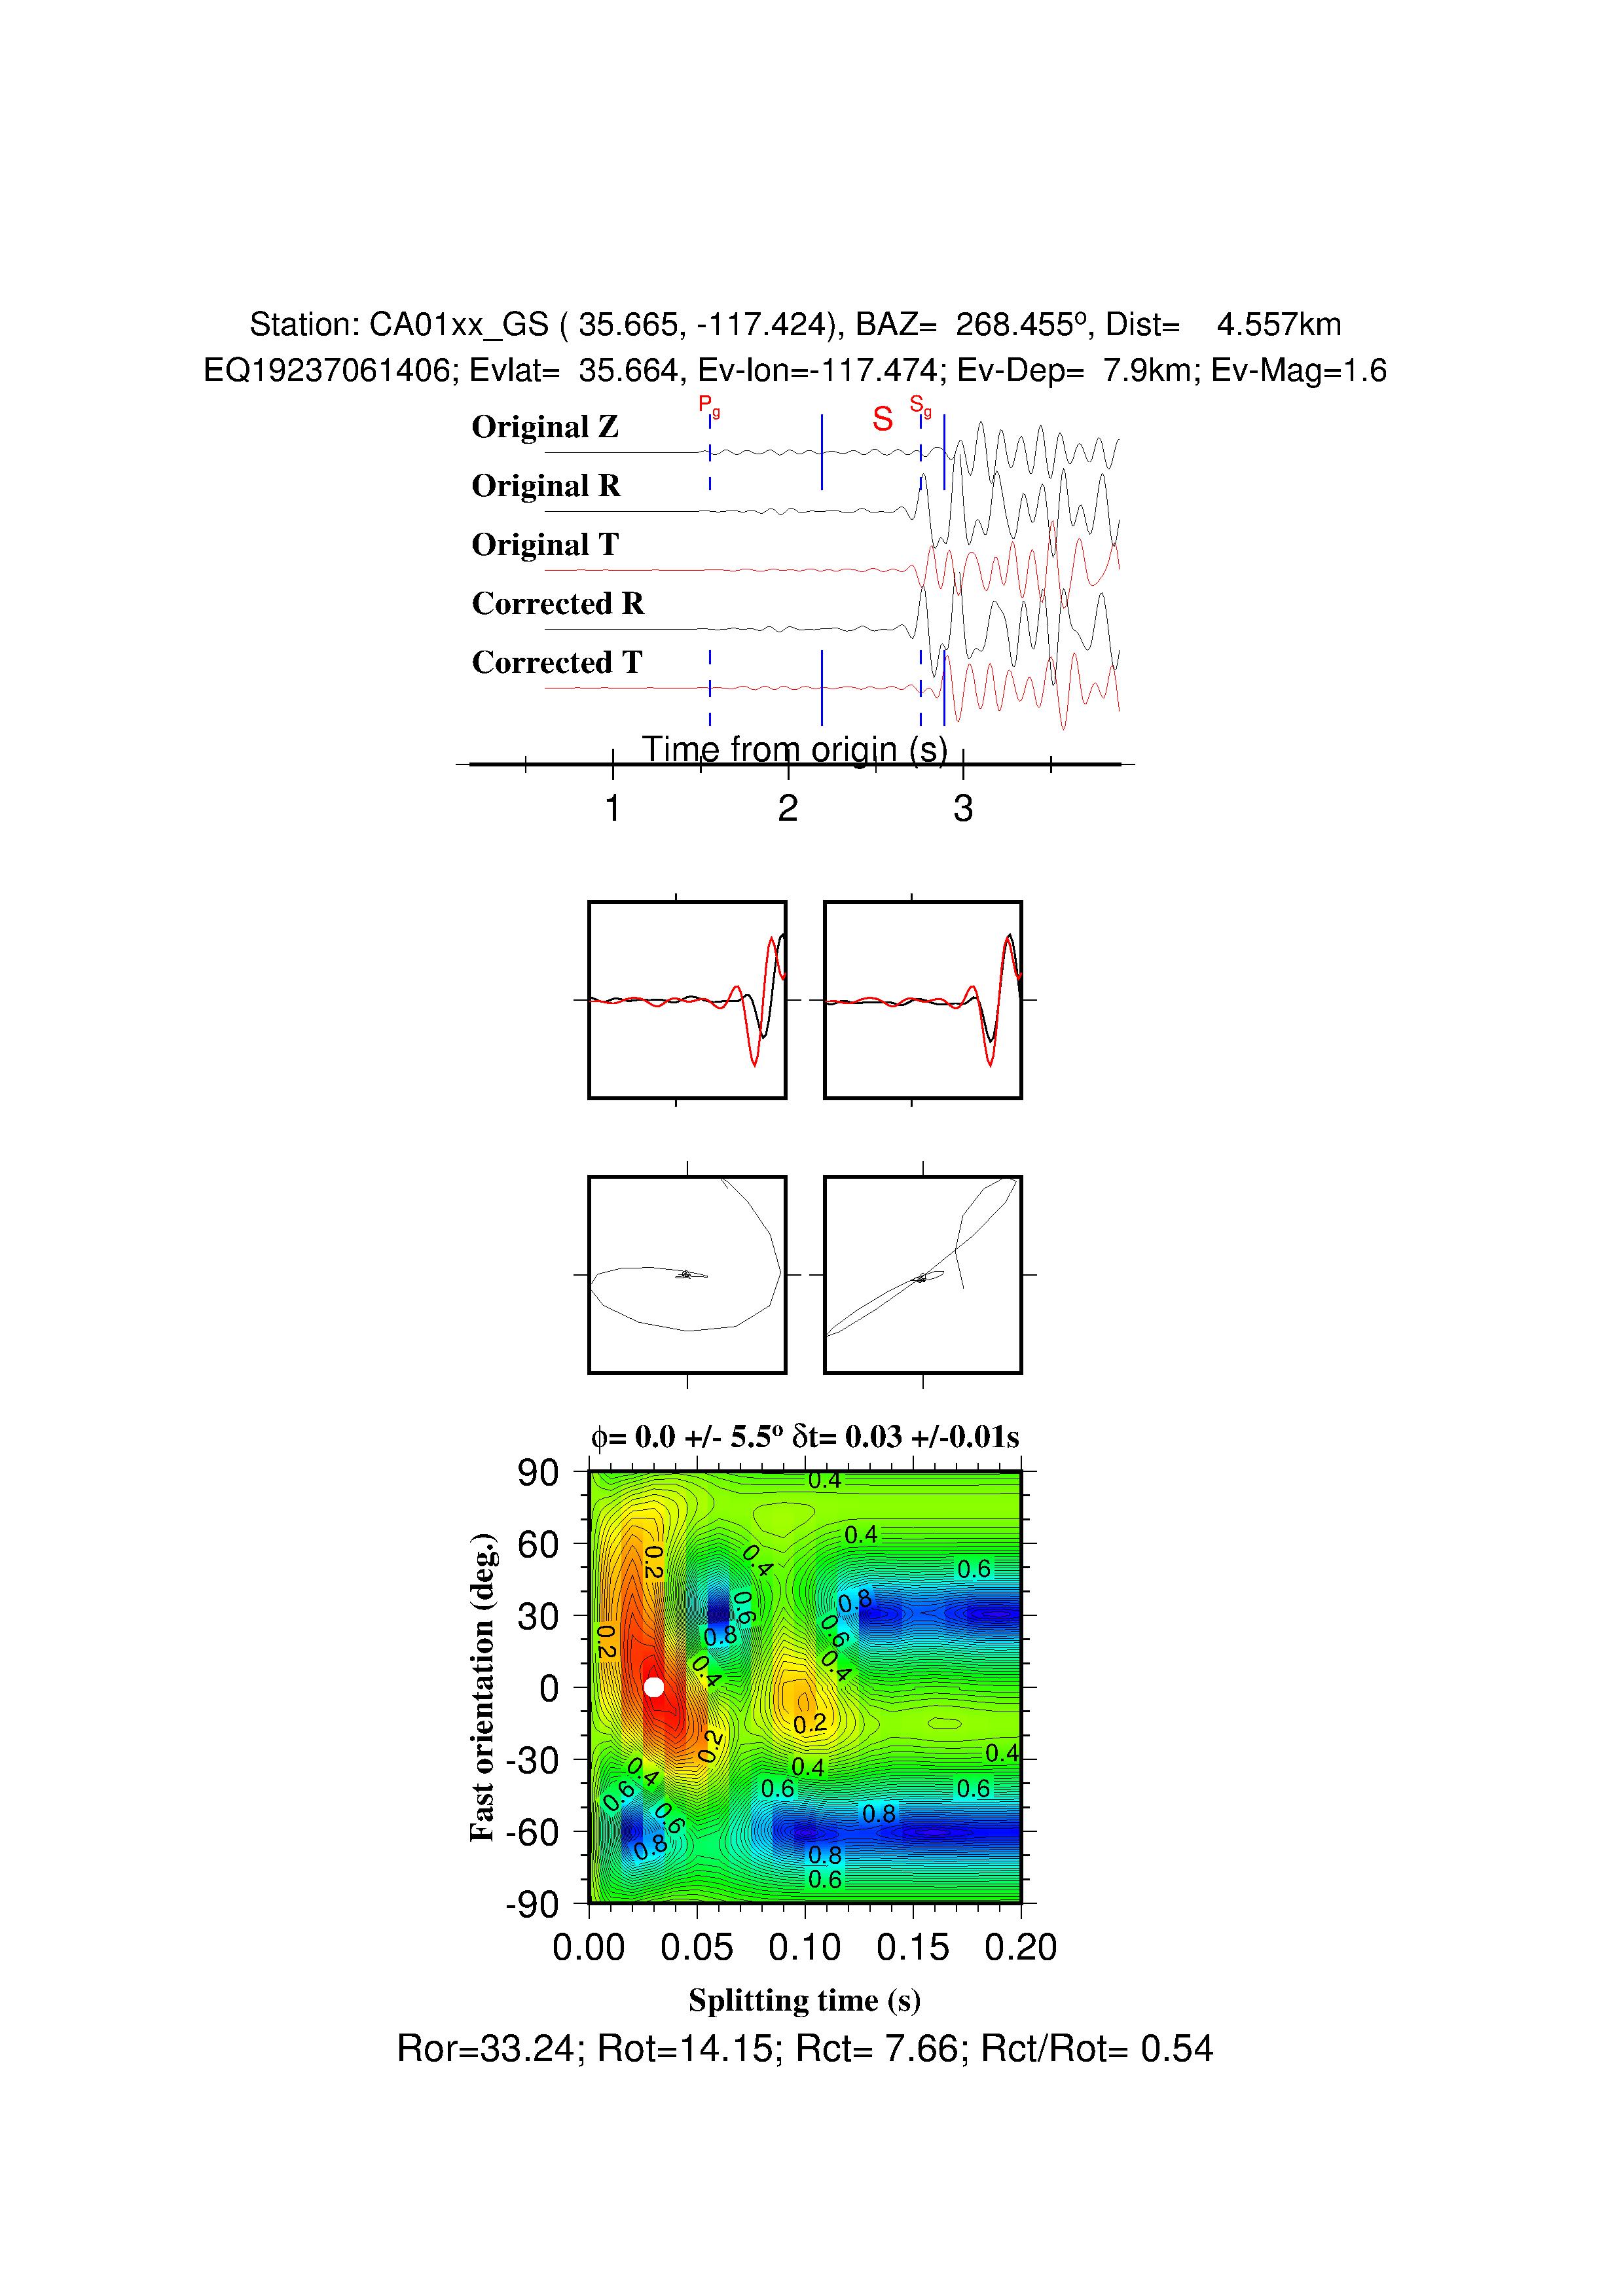 Station: CA01xx_GS ( 35.665, -117.424), BAZ= 268.455º, Dist= 4.557km
EQ19237061406; Evlat= 35.664, Ev-lon=-117.474; Ev-Dep= 7.9km; Ev-Mag=1.6
Pg S Sg
Original Z
Original R
Original T
Corrected R
Corrected T
Time from origin (s)
1 2 3
ϕ= 0.0 +/- 5.5º δt= 0.03 +/-0.01s
Fast orientation (deg.)
90
60
30
0
-30
-60
-90
0.4
0.4
0.2
0.4
0.6
0.6
0.8
0.8
0.6
0.2
0.4
0.4
0.2
0.2
0.4
0.4
0.4
0.6
0.6
0.6
0.6
0.8
0.8
0.8
0.6
0.00 0.05 0.10 0.15 0.20
Splitting time (s)
Ror=33.24; Rot=14.15; Rct= 7.66; Rct/Rot= 0.54